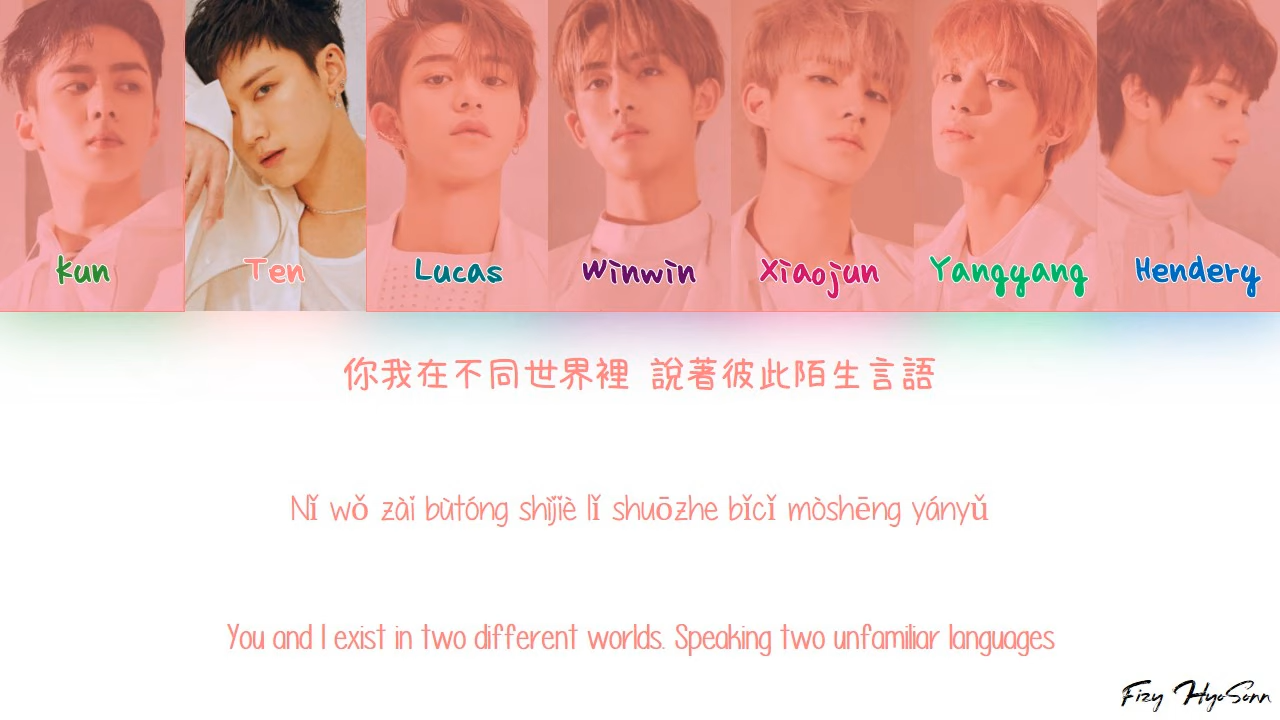 Kun Ten Lucas Winwin Xiaojun Yangyang Hendery
你我在不同世界裡 說著彼此陌生言語
Nǐ wǒ zài bùtóng shìjiè lǐ shuōzhe bǐcǐ mòshēng yányǔ
You and I exist in two different worlds. Speaking two unfamiliar languages
Fizy HyoSonn